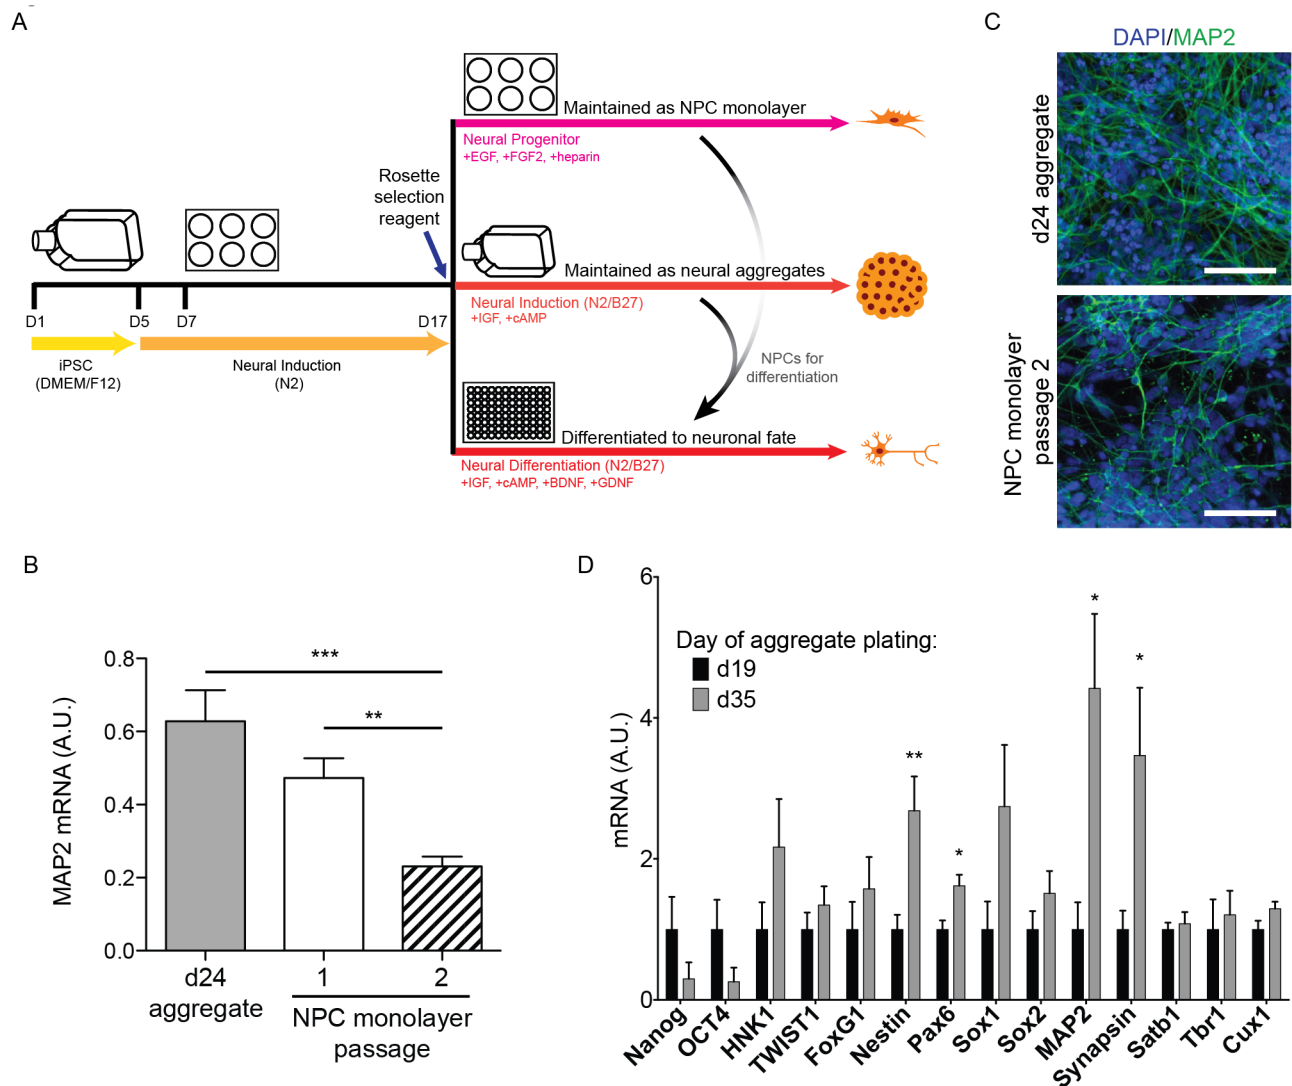 A
Maintained as NPC monolayer
Neural Progenitor
+EGF, +FGF2, +heparin
Rosette
selection
reagent
Maintained as neural aggregates
Neural Induction (N2/B27)
+IGF, +cAMP
D1
D5
D7
D17
iPSC
(DMEM/F12)
Neural Induction
(N2)
NPCs for
differentiation
Differentiated to neuronal fate
Neural Differentiation (N2/B27)
+IGF, +cAMP, +BDNF, +GDNF
C
DAPI/MAP2
d24 aggregate
NPC monolayer
passage 2
B
MAP2 mRNA (A.U.)
0.8
0.6
0.4
0.2
0.0
***
**
d24
aggregate
1
2
NPC monolayer
passage
D
mRNA (A.U.)
6
4
2
0
Day of aggregate plating:
d19
d35
**
*
*
*
Nanog
OCT4
HNK1
TWIST1
FoxG1
Nestin
Pax6
Sox1
Sox2
MAP2
Synapsin
Satb1
Tbr1
Cux1